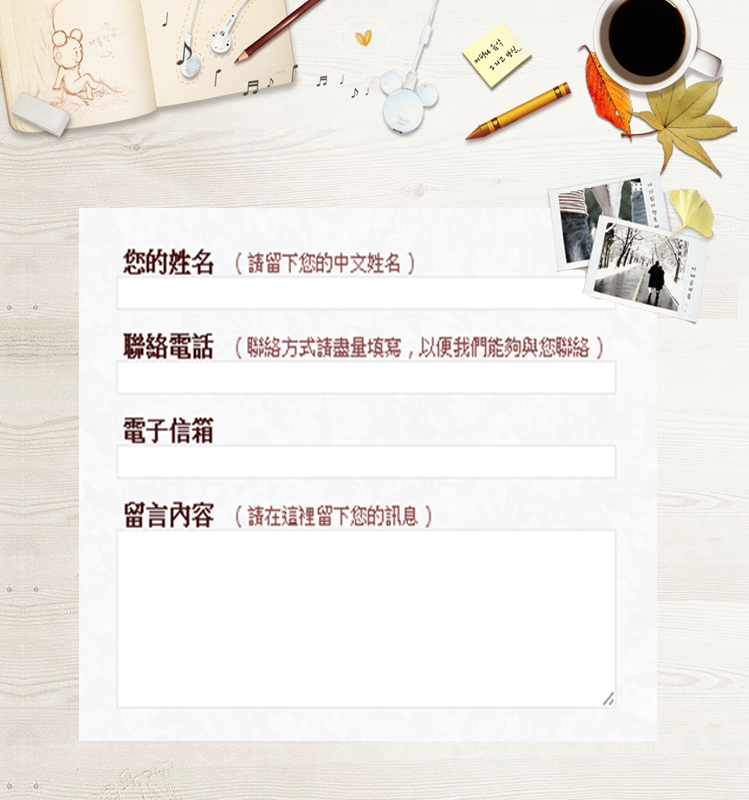 您的姓名 （ 請留下您的中文姓名 ）
聯絡電話 （ 聯絡方式請盡量填寫，以便我們能夠與您聯絡 ）
電子信箱
留言內容 （ 請在這裡留下您的訊息 ）